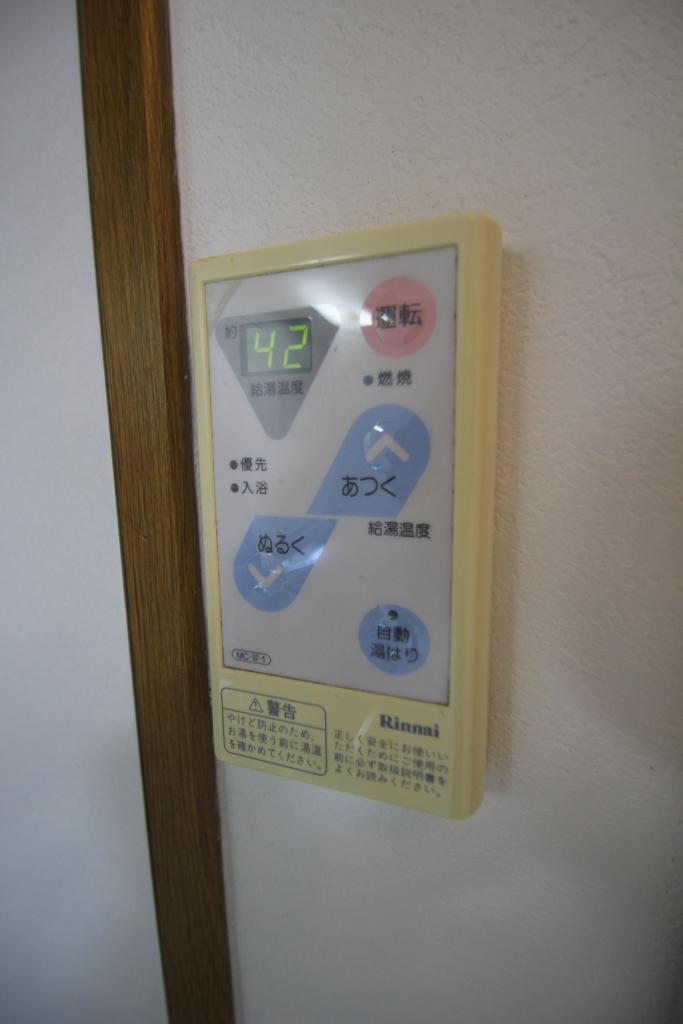 約 42
給湯温度
運転
燃焼
優先
入浴
あつく
給湯温度
ぬるく
自動
湯はり
MC-37-1
警告
やけど防止のため、
お湯を使う前に湯温
を確かめてください。
Rinnai
正しく安全にお使いい
ただくためにご使用の
前に必ず取扱説明書を
よくお読みください。